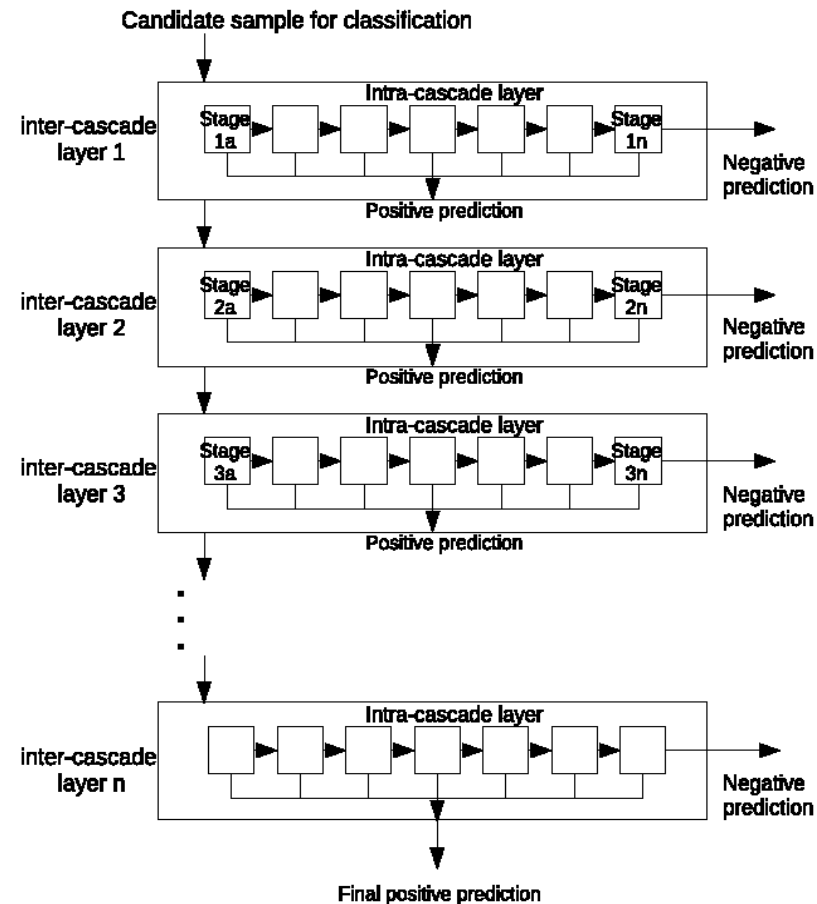 Candidate sample for classification
Intra-cascade layer
inter-cascade
layer 1
Stage
1a
Stage
1n
Negative
prediction
Positive prediction
Intra-cascade layer
inter-cascade
layer 2
Stage
2a
Stage
2n
Negative
prediction
Positive prediction
Intra-cascade layer
inter-cascade
layer 3
Stage
3a
Stage
3n
Negative
prediction
Positive prediction
Intra-cascade layer
inter-cascade
layer n
Negative
prediction
Final positive prediction